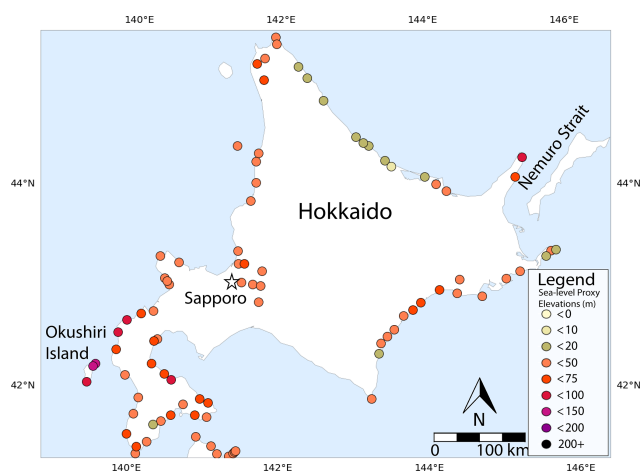 140°E 142°E 144°E 146°E
44°N 44°N
42°N 42°N
140°E 142°E 144°E 146°E
Nemuro Strait
Hokkaido
Sapporo
Okushiri
Island
N
0 100 km
Legend
Sea-level Proxy
Elevations (m)
<0
<10
<20
<50
<75
<100
<150
<200
200+